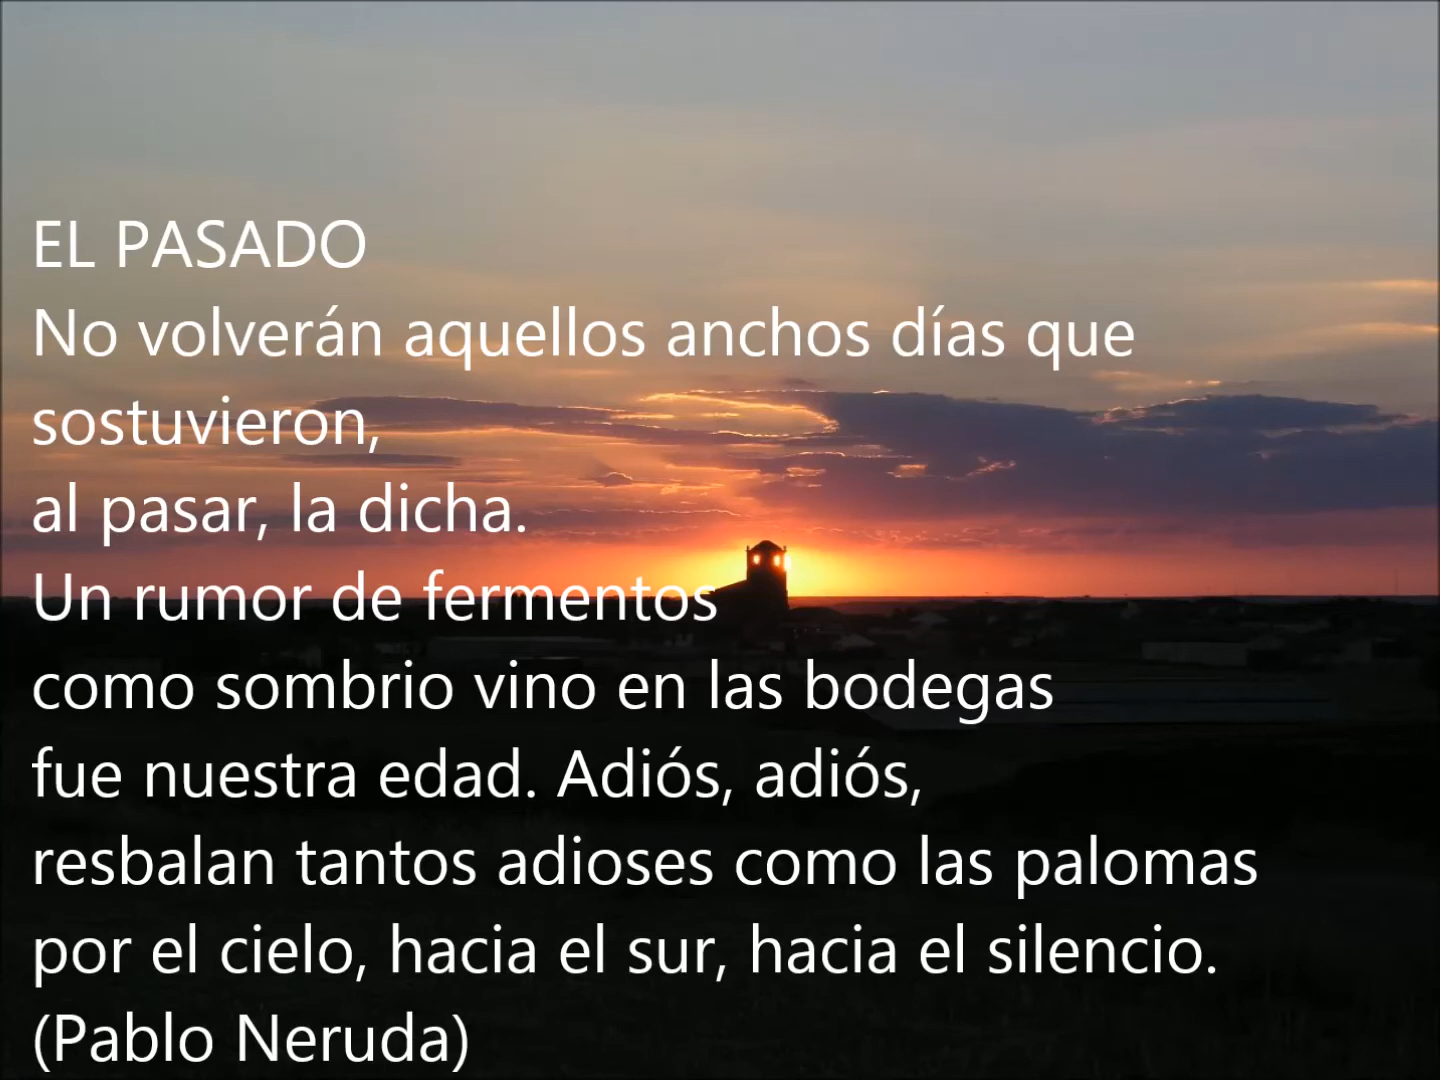 EL PASADO
No volverán aquellos anchos días que
sostuvieron,
al pasar, la dicha.
Un rumor de fermentos
como sombrio vino en las bodegas
fue nuestra edad. Adiós, adiós,
resbalan tantos adioses como las palomas
por el cielo, hacia el sur, hacia el silencio.
(Pablo Neruda)